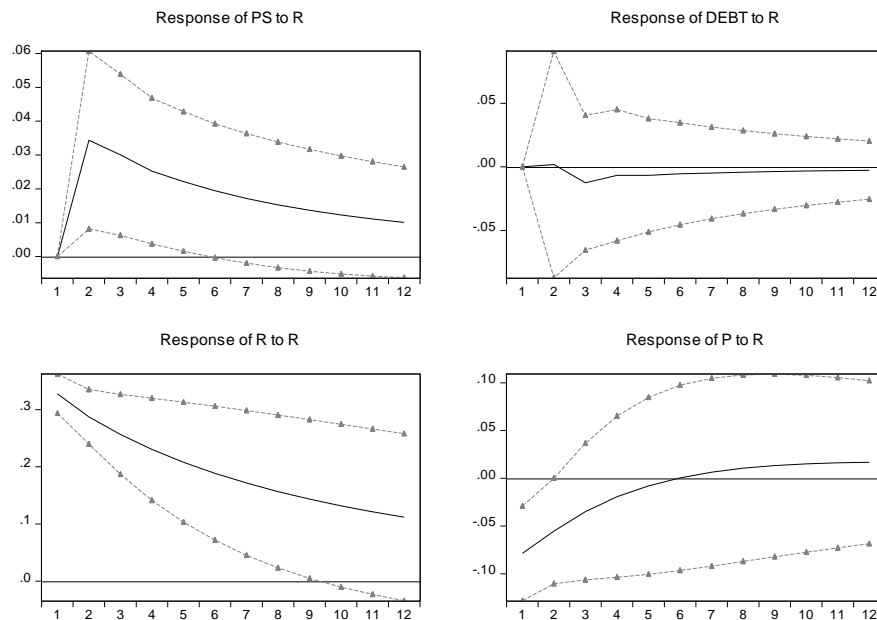 Response of PS to R
.06
.05
.04
.03
.02
.01
.00
1 2 3 4 5 6 7 8 9 10 11 12
Response of DEBT to R
.05
.00
-.05
1 2 3 4 5 6 7 8 9 10 11 12
Response of R to R
.3
.2
.1
.0
1 2 3 4 5 6 7 8 9 10 11 12
Response of P to R
.10
.05
.00
-.05
-.10
1 2 3 4 5 6 7 8 9 10 11 12